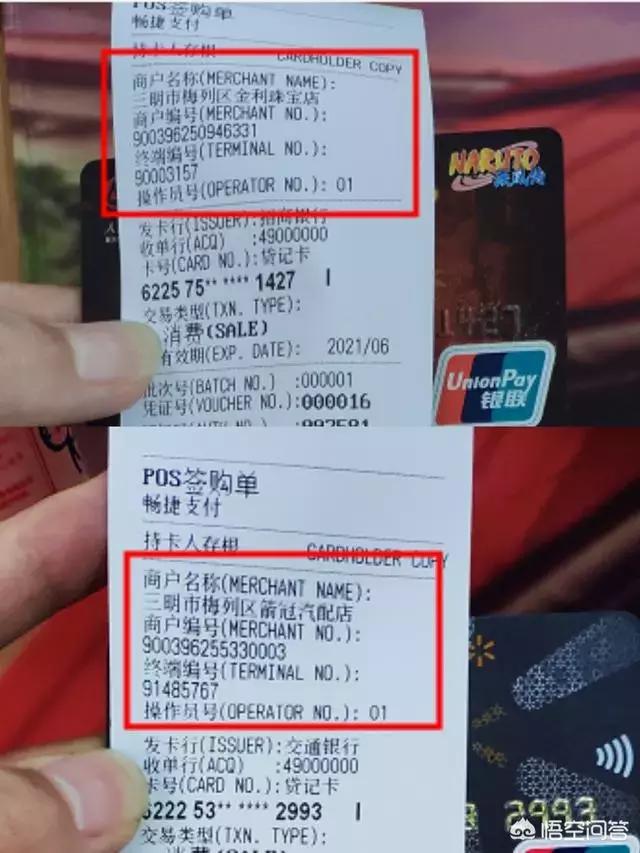 POS签购单
畅捷支付
持卡人存根 CARDHOLDER COPY
商户名称(MERCHANT NAME):
三明市梅列区金利珠宝店
商户编号(MERCHANT NO.):
900396250946331
终端编号(TERMINAL NO.):
90003157
操作员号(OPERATOR NO.): 01
发卡行(ISSUER):招商银行
收单行(ACQ) :49000000
卡号(CARD NO.):贷记卡
6225 75** **** 1427 I
交易类型(TXN. TYPE):
消费(SALE)
有效期(EXP. DATE): 2021/06
批次号(BATCH NO.) :000001
凭证号(VOUCHER NO.):000016
NARUTO
疾风传
1427
UnionPay
银联
POS签购单
畅捷支付
持卡人存根 CARDHOLDER COPY
商户名称(MERCHANT NAME):
三明市梅列区箭冠汽配店
商户编号(MERCHANT NO.):
900396255330003
终端编号(TERMINAL NO.):
91485767
操作员号(OPERATOR NO.): 01
发卡行(ISSUER):交通银行
收单行(ACQ) :49000000
卡号(CARD NO.):贷记卡
6222 53** **** 2993 I
交易类型(TXN. TYPE):
消费(SALE)
2993
悟空问答